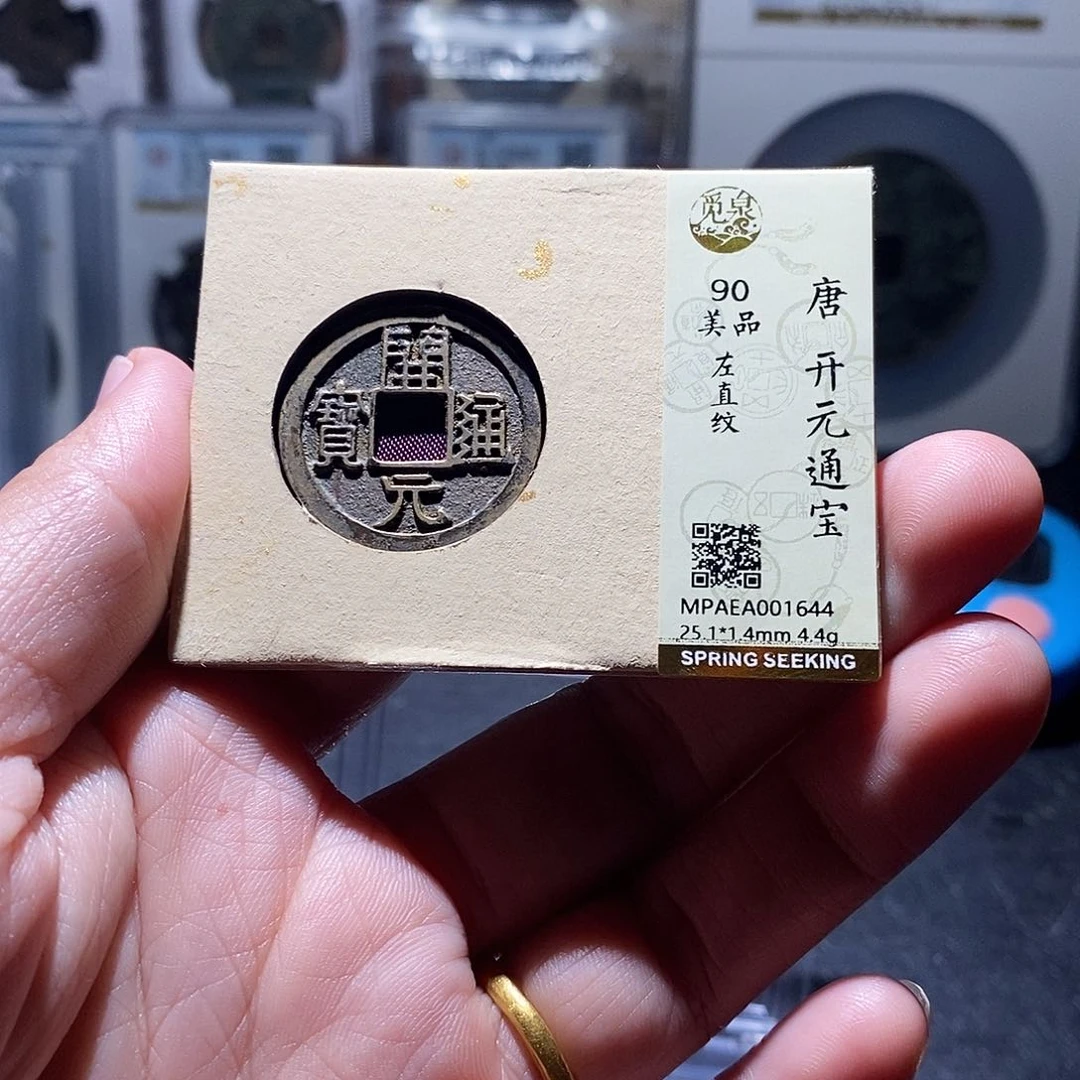 開
元
通
寶
觅泉
90
美品
左直纹
唐 开元通宝
MPAEA001644
25.1*1.4mm 4.4g
SPRING SEEKING